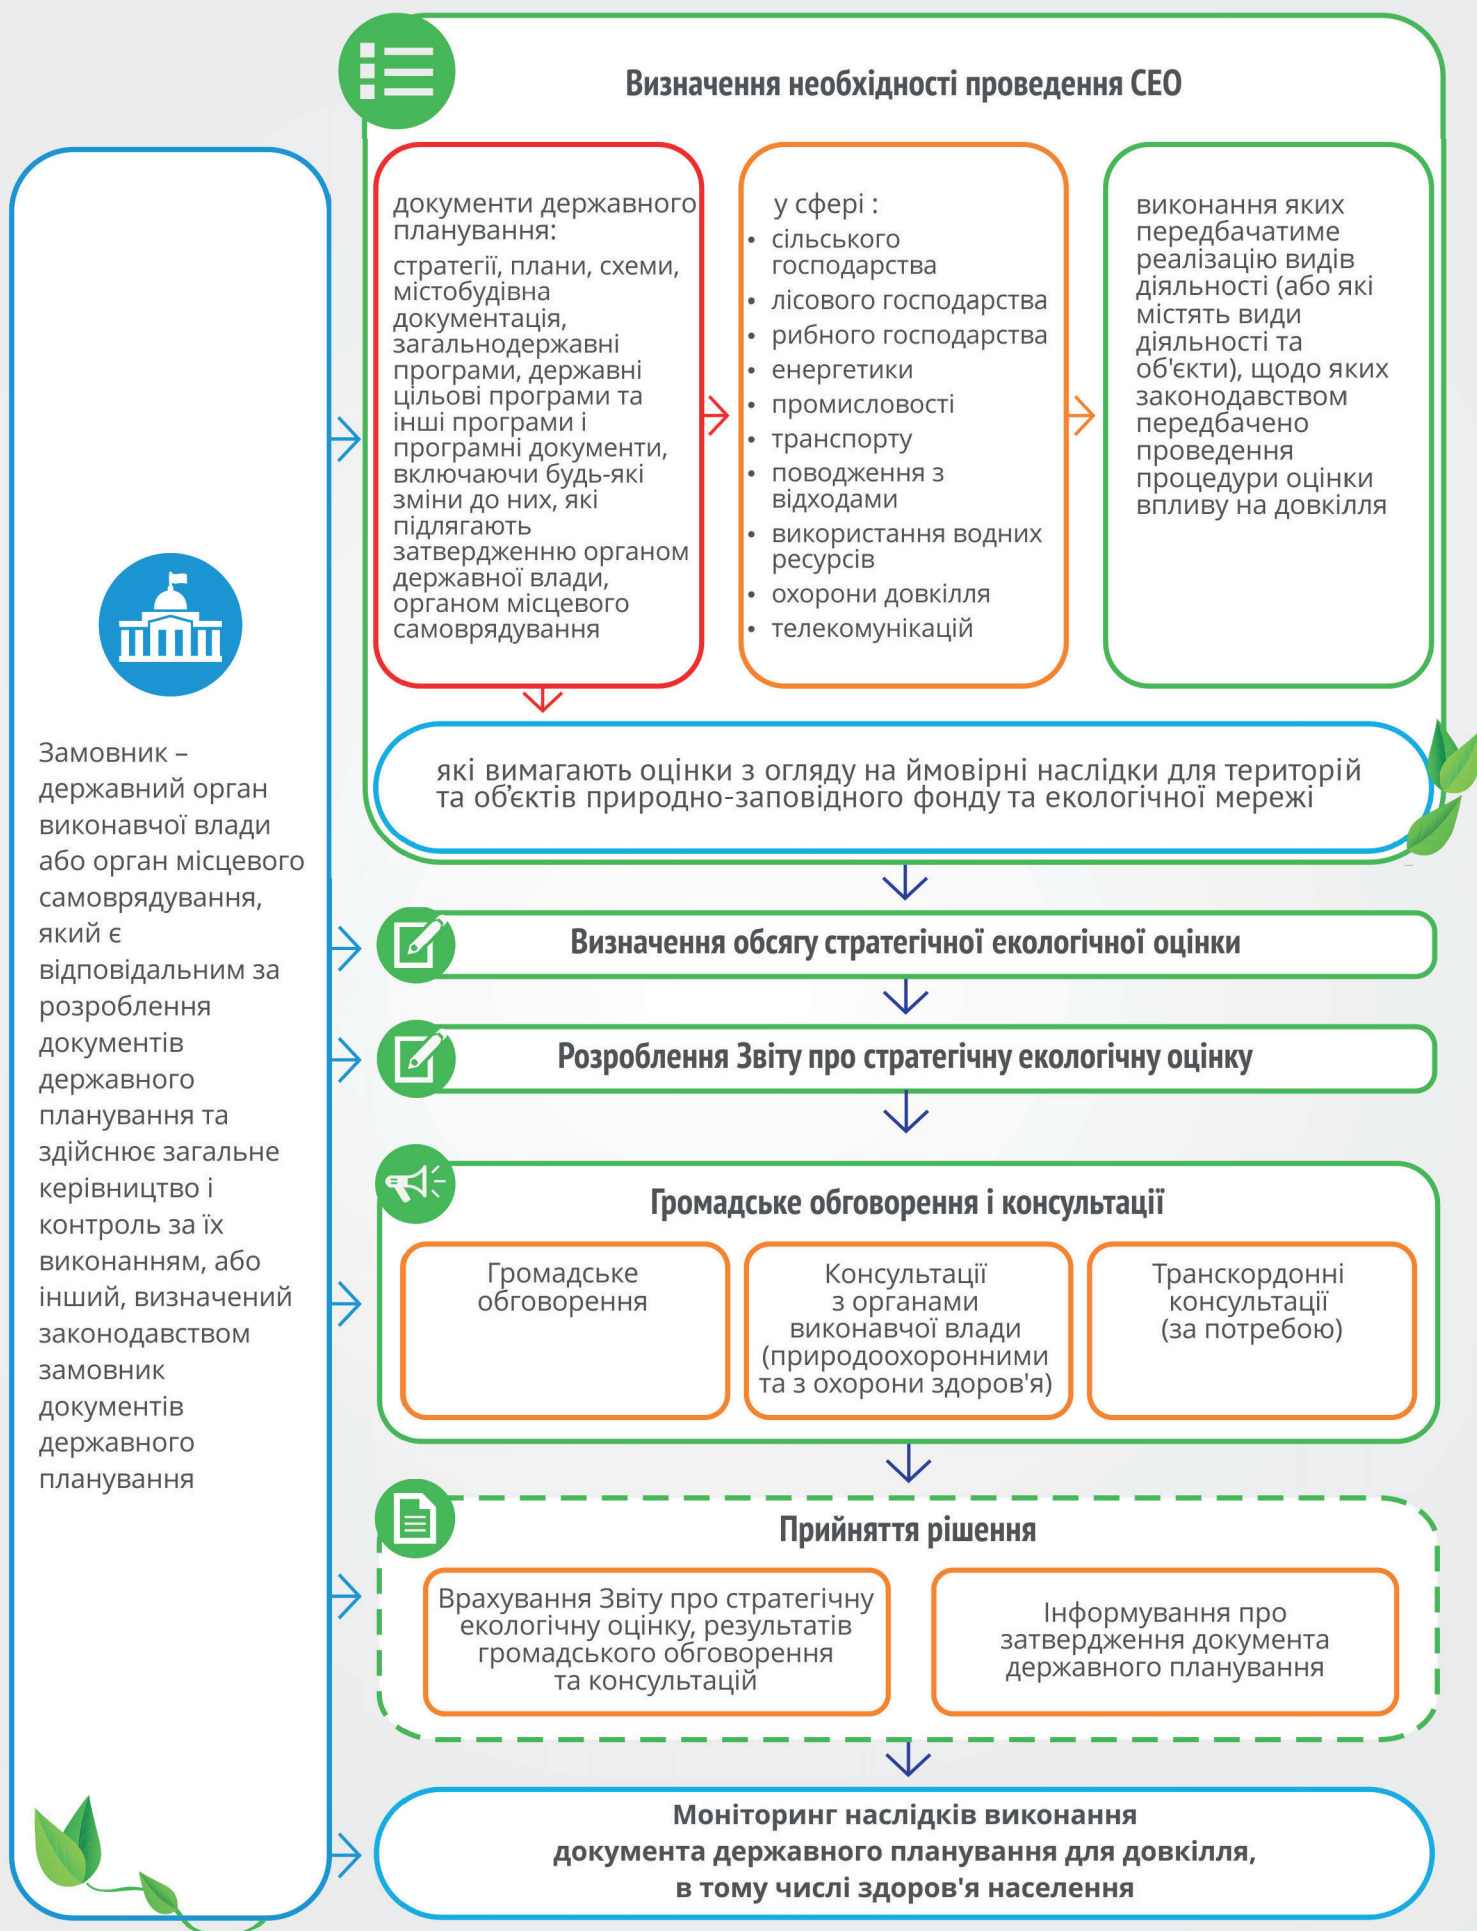 Визначення необхідності проведення СЕО
документи державного
планування:
стратегії, плани, схеми,
містобудівна
документація,
загальнодержавні
програми, державні
цільові програми та
інші програми і
програмні документи,
включаючи будь-які
зміни до них, які
підлягають
затвердженню органом
державної влади,
органом місцевого
самоврядування
у сфері :
• сільського
господарства
• лісового господарства
• рибного господарства
• енергетики
• промисловості
• транспорту
• поводження з
відходами
• використання водних
ресурсів
• охорони довкілля
• телекомунікацій
виконання яких
передбачатиме
реалізацію видів
діяльності (або які
містять види
діяльності та
об'єкти), щодо яких
законодавством
передбачено
проведення
процедури оцінки
впливу на довкілля
які вимагають оцінки з огляду на ймовірні наслідки для територій
та об'єктів природно-заповідного фонду та екологічної мережі
Замовник –
державний орган
виконавчої влади
або орган місцевого
самоврядування,
який є
відповідальним за
розроблення
документів
державного
планування та
здійснює загальне
керівництво і
контроль за їх
виконанням, або
інший, визначений
законодавством
замовник
документів
державного
планування
Визначення обсягу стратегічної екологічної оцінки
Розроблення Звіту про стратегічну екологічну оцінку
Громадське обговорення і консультації
Громадське
обговорення
Консультації
з органами
виконавчої влади
(природоохоронними
та з охорони здоров'я)
Транскордонні
консультації
(за потребою)
Прийняття рішення
Врахування Звіту про стратегічну
екологічну оцінку, результатів
громадського обговорення
та консультацій
Інформування про
затвердження документа
державного планування
Моніторинг наслідків виконання
документа державного планування для довкілля,
в тому числі здоров'я населення